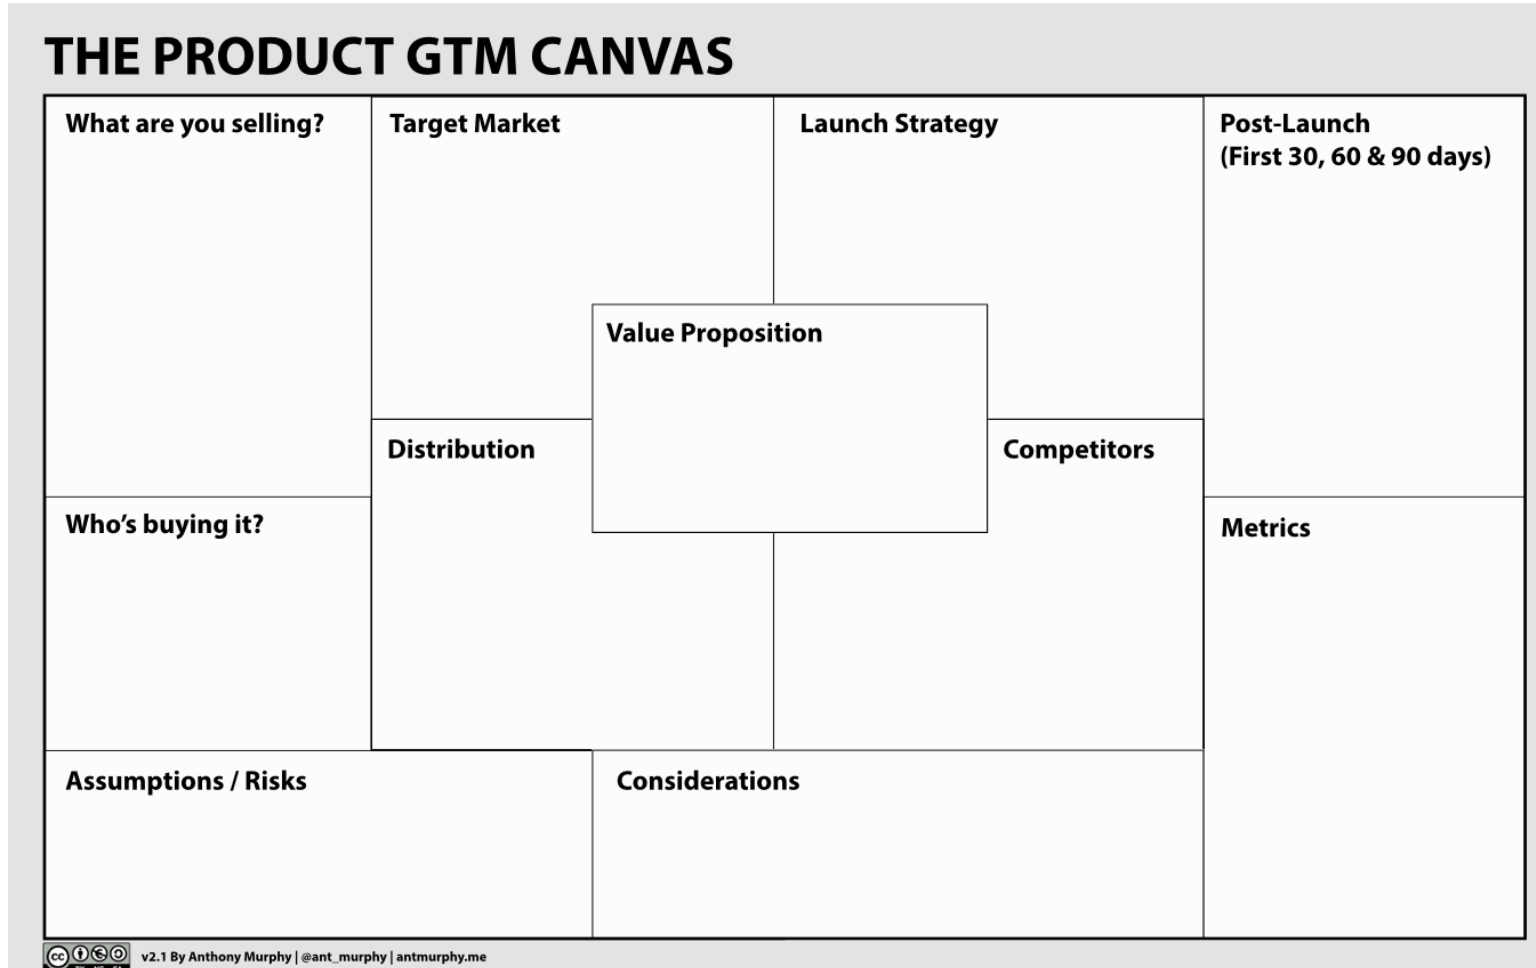 THE PRODUCT GTM CANVAS
What are you selling?
Target Market
Launch Strategy
Post-Launch
(First 30, 60 & 90 days)
Value Proposition
Distribution
Competitors
Who’s buying it?
Metrics
Assumptions / Risks
Considerations
cc
v2.1 By Anthony Murphy | @ant_murphy | antmurphy.me